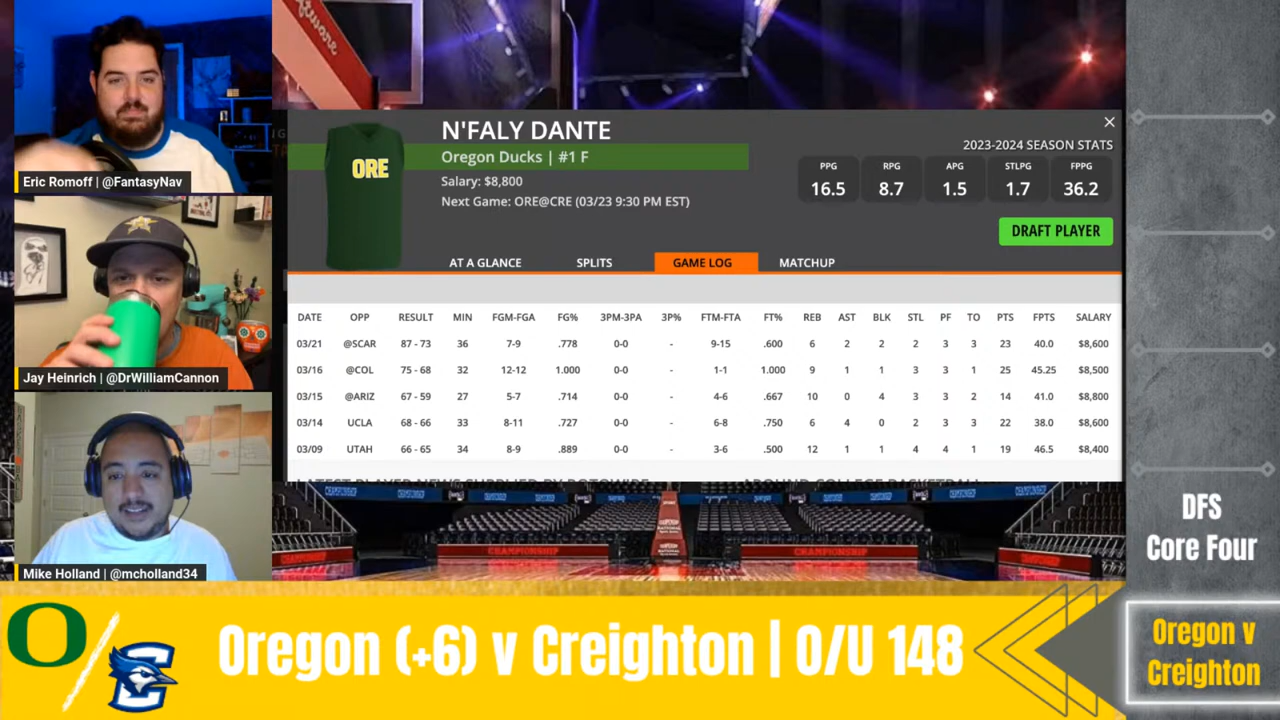 Eric Romoff | @FantasyNav
Jay Heinrich | @DrWilliamCannon
Mike Holland | @mcholland34
N'FALY DANTE
Oregon Ducks | #1 F
Salary: $8,800
Next Game: ORE@CRE (03/23 9:30 PM EST)
ORE
2023-2024 SEASON STATS
PPG RPG APG STLPG FPPG
16.5 8.7 1.5 1.7 36.2
DRAFT PLAYER
AT A GLANCE SPLITS GAME LOG MATCHUP
DATE OPP RESULT MIN FGM-FGA FG% 3PM-3PA 3P% FTM-FTA FT% REB AST BLK STL PF TO PTS FPTS SALARY
03/21 @SCAR 87 - 73 36 7-9 .778 0-0 - 9-15 .600 6 2 2 2 3 3 23 40.0 $8,600
03/16 @COL 75 - 68 32 12-12 1.000 0-0 - 1-1 1.000 9 1 1 3 3 1 25 45.25 $8,500
03/15 @ARIZ 67 - 59 27 5-7 .714 0-0 - 4-6 .667 10 0 4 3 3 2 14 41.0 $8,800
03/14 UCLA 68 - 66 33 8-11 .727 0-0 - 6-8 .750 6 4 0 2 3 3 22 38.0 $8,600
03/09 UTAH 66 - 65 34 8-9 .889 0-0 - 3-6 .500 12 1 1 4 4 1 19 46.5 $8,400
LATEST PLAYER NEWS SUPPLIED BY ROTOWIRE AROUND COLLEGE BASKETBALL
CHAMPIONSHIP CHAMPIONSHIP
DFS
Core Four
Oregon v
Creighton
O
Oregon (+6) v Creighton | O/U 148